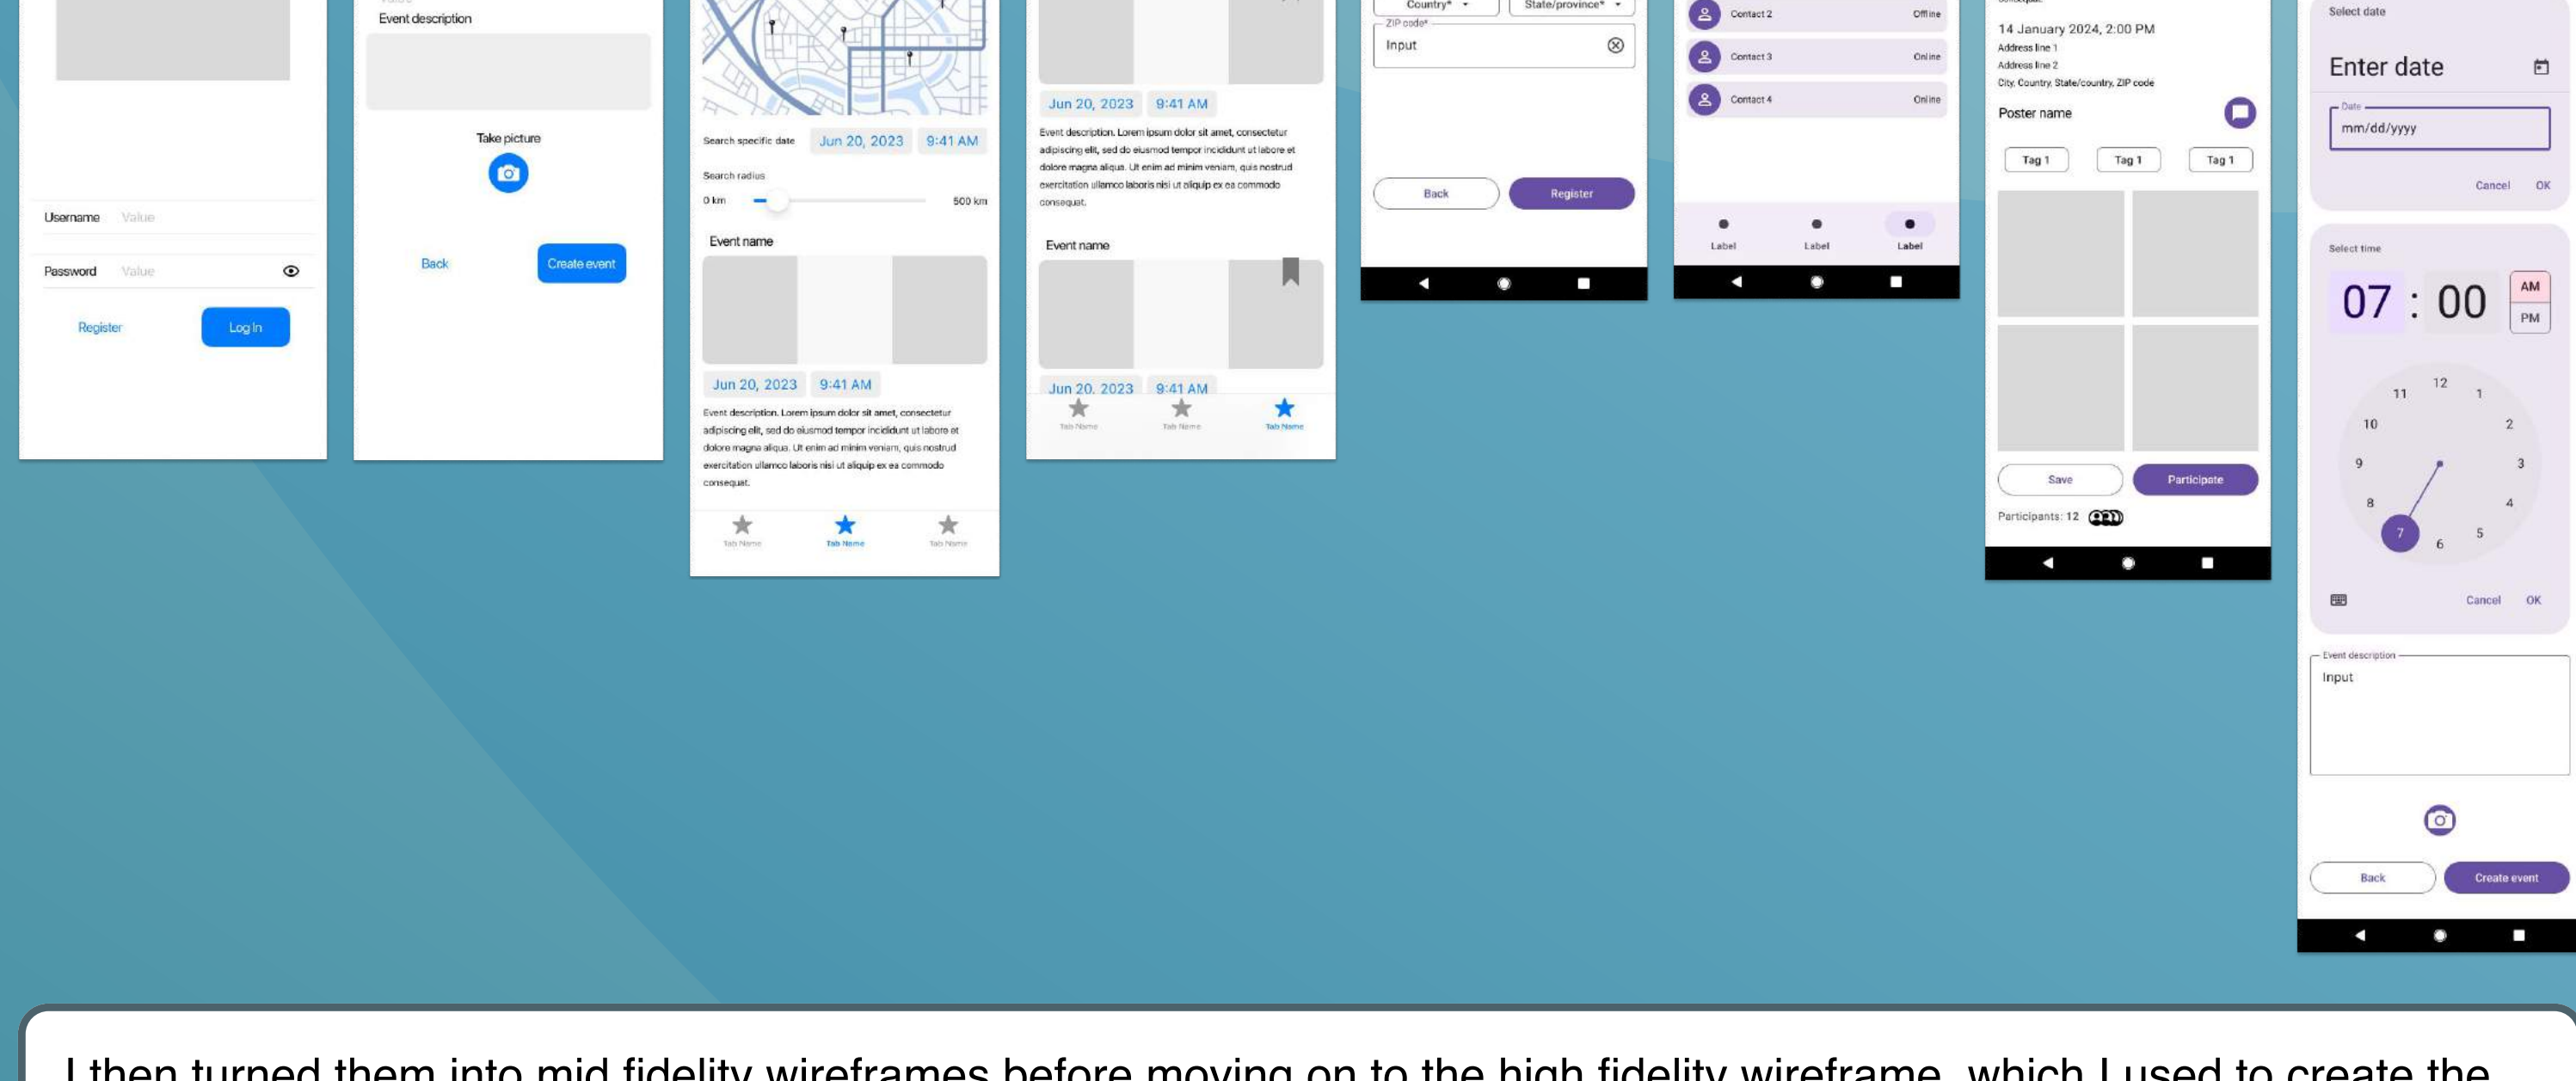 Username Value
Password Value
Register Log In
Event description
Take picture
Back Create event
Search specific date Jun 20, 2023 9:41 AM
Search radius
0 km 500 km
Event name
Jun 20, 2023 9:41 AM
Event description. Lorem ipsum dolor sit amet, consectetur
adipiscing elit, sed do eiusmod tempor incididunt ut labore et
dolore magna aliqua. Ut enim ad minim veniam, quis nostrud
exercitation ullamco laboris nisi ut aliquip ex ea commodo
consequat.
Tab Name Tab Name Tab Name
Jun 20, 2023 9:41 AM
Event description. Lorem ipsum dolor sit amet, consectetur
adipiscing elit, sed do eiusmod tempor incididunt ut labore et
dolore magna aliqua. Ut enim ad minim veniam, quis nostrud
exercitation ullamco laboris nisi ut aliquip ex ea commodo
consequat.
Event name
Jun 20, 2023 9:41 AM
Tab Name Tab Name Tab Name
Country* State/province*
ZIP code*
Input
Back Register
Contact 2 Offline
Contact 3 Online
Contact 4 Online
Label Label Label
14 January 2024, 2:00 PM
Address line 1
Address line 2
City, Country, State/country, ZIP code
Poster name
Tag 1 Tag 1 Tag 1
Save Participate
Participants: 12
Select date
Enter date
Date
mm/dd/yyyy
Cancel OK
Select time
07 : 00 AM
PM
12
11 1
10 2
9 3
8 4
7 5
6
Cancel OK
Event description
Input
Back Create event
I then turned them into mid fidelity wireframes before moving on to the high fidelity wireframe, which I used to create the